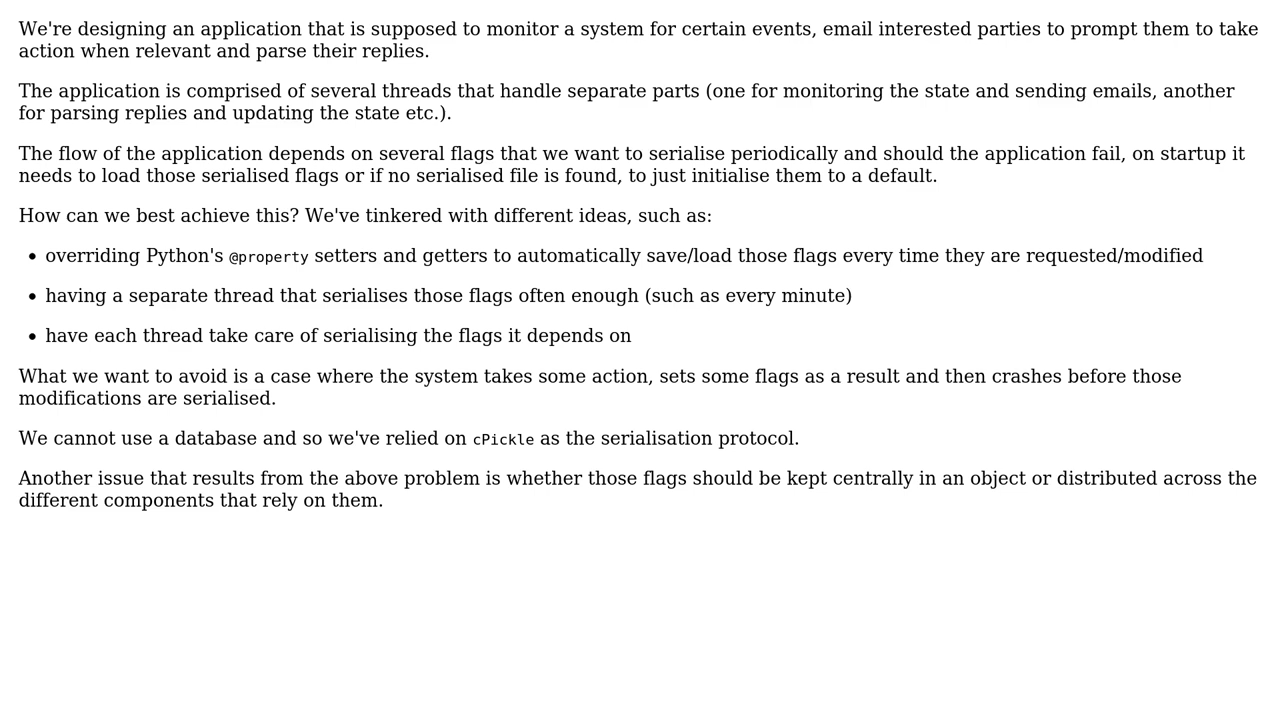 We're designing an application that is supposed to monitor a system for certain events, email interested parties to prompt them to take
action when relevant and parse their replies.
The application is comprised of several threads that handle separate parts (one for monitoring the state and sending emails, another
for parsing replies and updating the state etc.).
The flow of the application depends on several flags that we want to serialise periodically and should the application fail, on startup it
needs to load those serialised flags or if no serialised file is found, to just initialise them to a default.
How can we best achieve this? We've tinkered with different ideas, such as:
• overriding Python's @property setters and getters to automatically save/load those flags every time they are requested/modified
• having a separate thread that serialises those flags often enough (such as every minute)
• have each thread take care of serialising the flags it depends on
What we want to avoid is a case where the system takes some action, sets some flags as a result and then crashes before those
modifications are serialised.
We cannot use a database and so we've relied on cPickle as the serialisation protocol.
Another issue that results from the above problem is whether those flags should be kept centrally in an object or distributed across the
different components that rely on them.